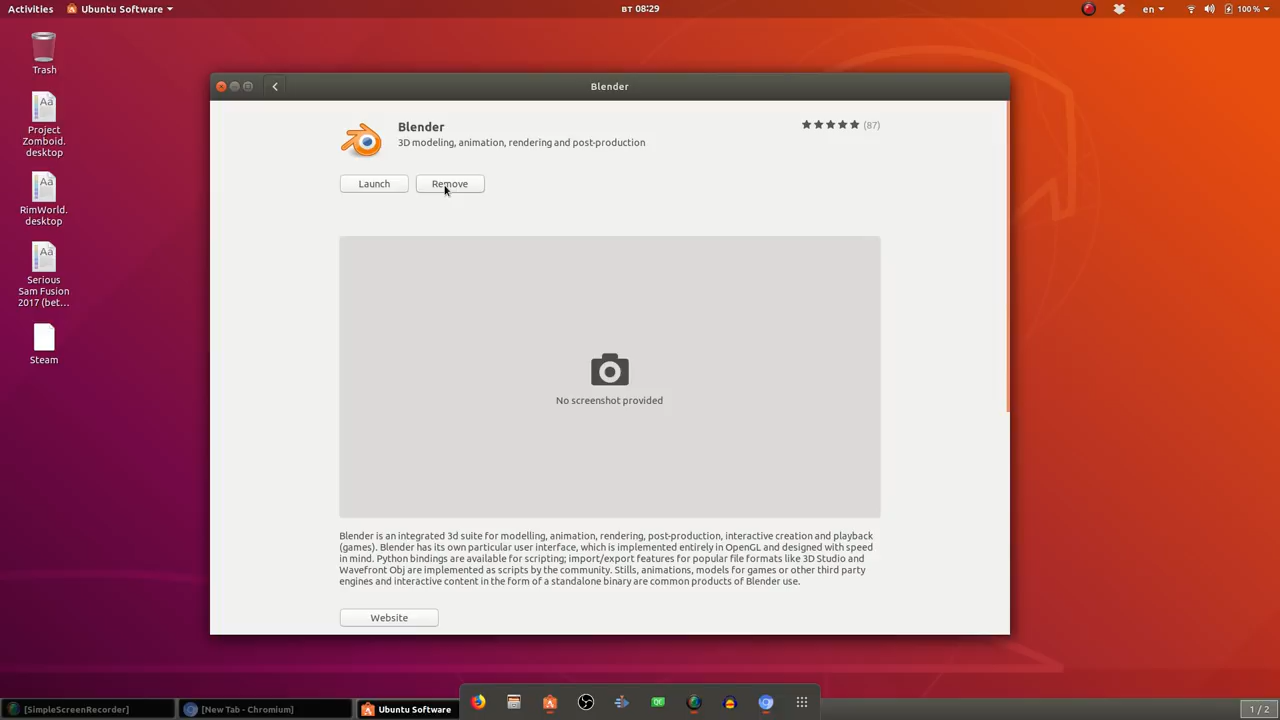 Activities
Ubuntu Software
вт 08:29
en
100 %
Trash
Project
Zomboid.
desktop
RimWorld.
desktop
Serious
Sam Fusion
2017 (bet…
Steam
Blender
Blender
3D modeling, animation, rendering and post-production
(87)
Launch
Remove
No screenshot provided
Blender is an integrated 3d suite for modelling, animation, rendering, post-production, interactive creation and playback
(games). Blender has its own particular user interface, which is implemented entirely in OpenGL and designed with speed
in mind. Python bindings are available for scripting; import/export features for popular file formats like 3D Studio and
Wavefront Obj are implemented as scripts by the community. Stills, animations, models for games or other third party
engines and interactive content in the form of a standalone binary are common products of Blender use.
Website
[SimpleScreenRecorder]
[New Tab - Chromium]
Ubuntu Software
1 / 2